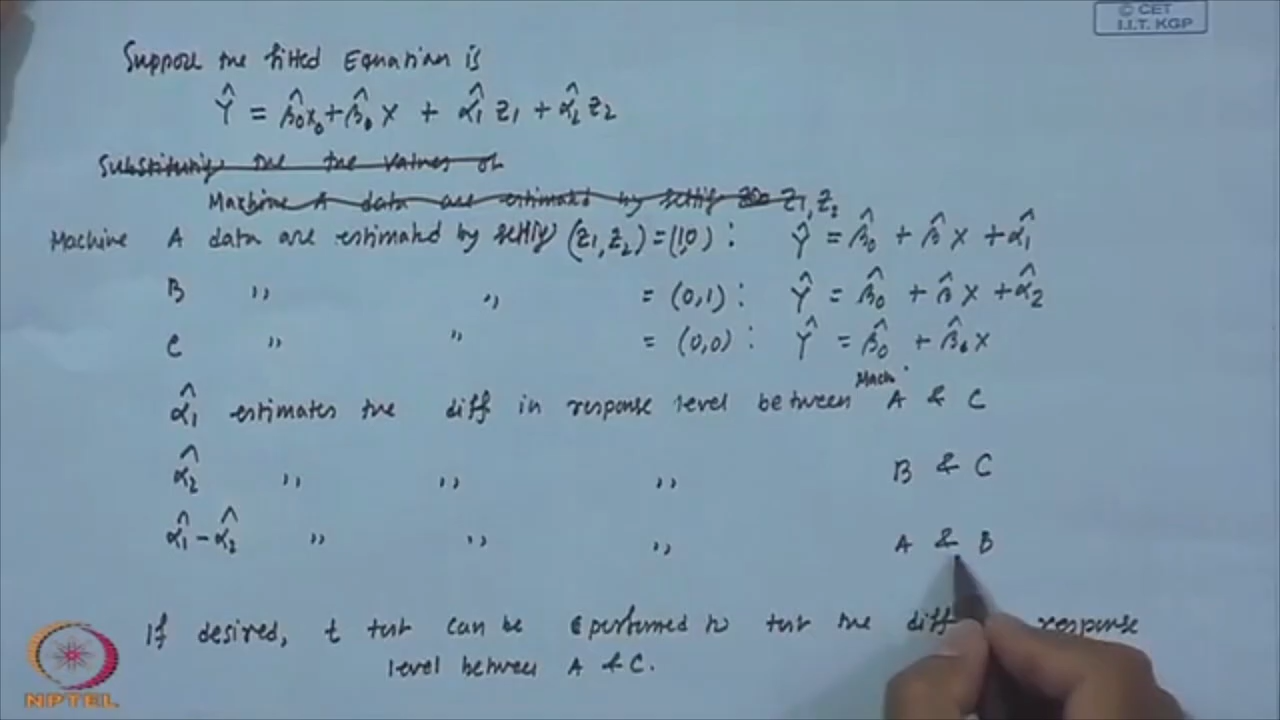 © CET
I.I.T. KGP
Suppose the fitted Equation is
Ŷ = β̂0x0 + β̂0 X + α̂1 Z1 + α̂2 Z2
Substituting the the values of
Machine A data are estimated by setting Z1, Z2
Machine A data are estimated by setting (Z1, Z2) = (1,0) : Ŷ = β̂0 + β̂ X + α̂1
B ,, ,, = (0,1) : Ŷ = β̂0 + β̂ X + α̂2
C ,, ,, = (0,0) : Ŷ = β̂0 + β̂0 X
Mach
α̂1 estimates the diff in response level between A & C
α̂2 ,, ,, ,, B & C
α̂1 - α̂2 ,, ,, ,, A & B
If desired, t test can be performed to test the diff response
level between A & C.
NPTEL